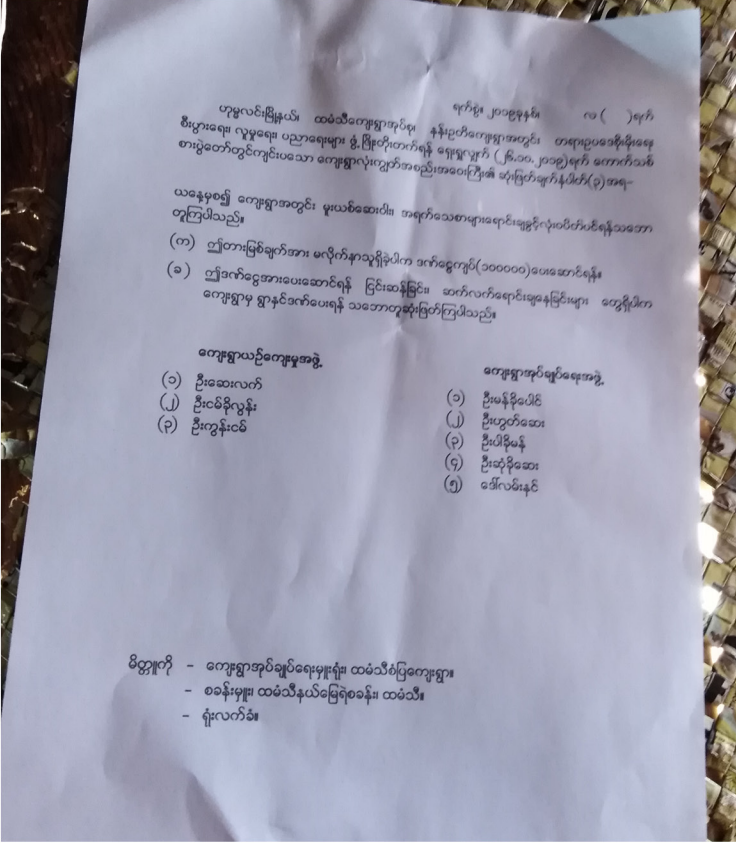 ရက်စွဲ။ ၂၀၁၉ခုနှစ်၊ လ ( )ရက်
ဟုမ္မလင်းမြို့နယ်၊ ထမံသီကျေးရွာအုပ်စု၊ နန်းဥတိကျေးရွာအတွင်း တရားဥပဒေစိုးမိုးရေး
စီးပွားရေး၊ လူမှုရေး၊ ပညာရေးများ ဖွံ့ဖြိုးတိုးတက်ရန် ရှေးရှုလျှက် (၂၆.၁၀.၂၀၁၉)ရက် ကောက်သစ်
စားပွဲတော်တွင်ကျင်းပသော ကျေးရွာလုံးကျွတ်အစည်းအဝေးကြီး၏ ဆုံးဖြတ်ချက်နံပါတ်(၃)အရ–
ယနေ့မှစ၍ ကျေးရွာအတွင်း မူးယစ်ဆေးဝါး၊ အရက်သေစာများရောင်းချခွင့်လုံးဝပိတ်ပင်ရန်သဘော
တူကြပါသည်။
(က) ဤတားမြစ်ချက်အား မလိုက်နာသူရှိခဲ့ပါက ဒဏ်ငွေကျပ်(၁၀၀၀၀၀)ပေးဆောင်ရန်။
(ခ) ဤဒဏ်ငွေအားပေးဆောင်ရန် ငြင်းဆန်ခြင်း၊ ဆက်လက်ရောင်းချနေခြင်းများ တွေ့ရှိပါက
ကျေးရွာမှ ရွာနှင်ဒဏ်ပေးရန် သဘောတူဆုံးဖြတ်ကြပါသည်။
ကျေးရွာယဉ်ကျေးမှုအဖွဲ့
(၁) ဦးဆေးလက်
(၂) ဦးငမ်ခိုလွန်း
(၃) ဦးကွန်းငမ်
ကျေးရွာအုပ်ချုပ်ရေးအဖွဲ့
(၁) ဦးမန်ခိုပေါင်
(၂) ဦးဟွတ်ဆေး
(၃) ဦးပါခိုမန်
(၄) ဦးဆုံခိုဆေး
(၅) ဒေါ်လမ်းနှင်
မိတ္တူကို – ကျေးရွာအုပ်ချုပ်ရေးမှူးရုံး၊ ထမံသီစံပြကျေးရွာ။
– စခန်းမှူး၊ ထမံသီနယ်မြေရဲစခန်း၊ ထမံသီ။
– ရုံးလက်ခံ။